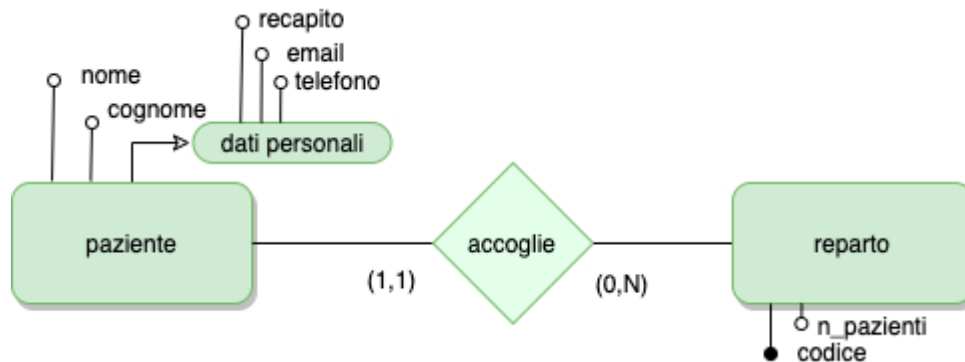 recapito
email
telefono
nome
cognome
dati personali
paziente
accoglie
reparto
(1,1)
(0,N)
n_pazienti
codice